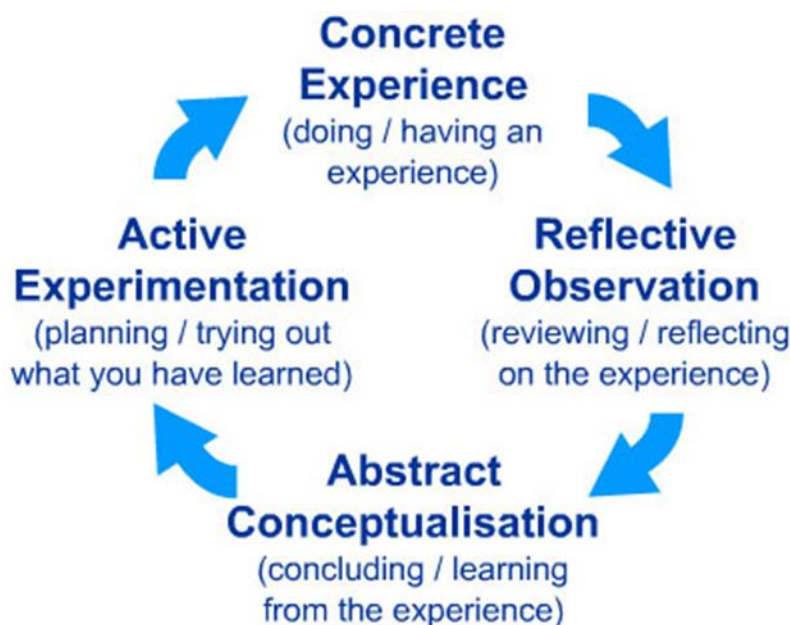 Concrete
Experience
(doing / having an
experience)
Reflective
Observation
(reviewing / reflecting
on the experience)
Abstract
Conceptualisation
(concluding / learning
from the experience)
Active
Experimentation
(planning / trying out
what you have learned)